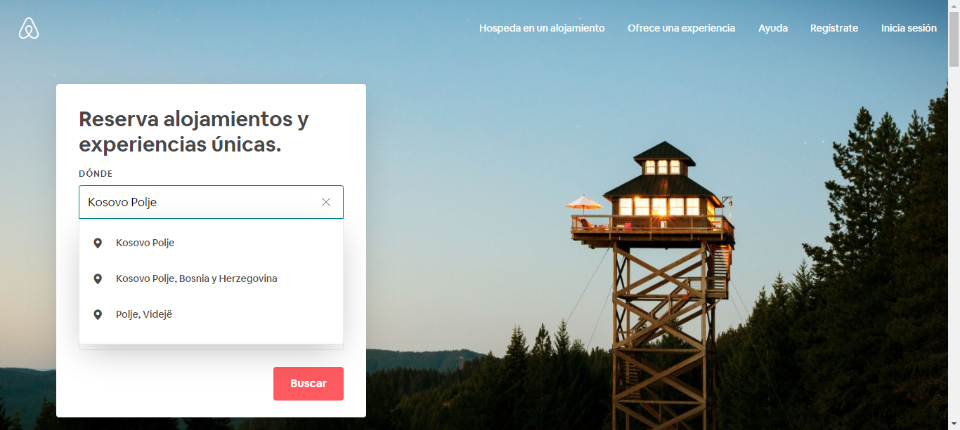 Hospeda en un alojamiento Ofrece una experiencia Ayuda Regístrate Inicia sesión
Reserva alojamientos y
experiencias únicas.
DÓNDE
Kosovo Polje
Kosovo Polje
Kosovo Polje, Bosnia y Herzegovina
Polje, Videjë
Buscar